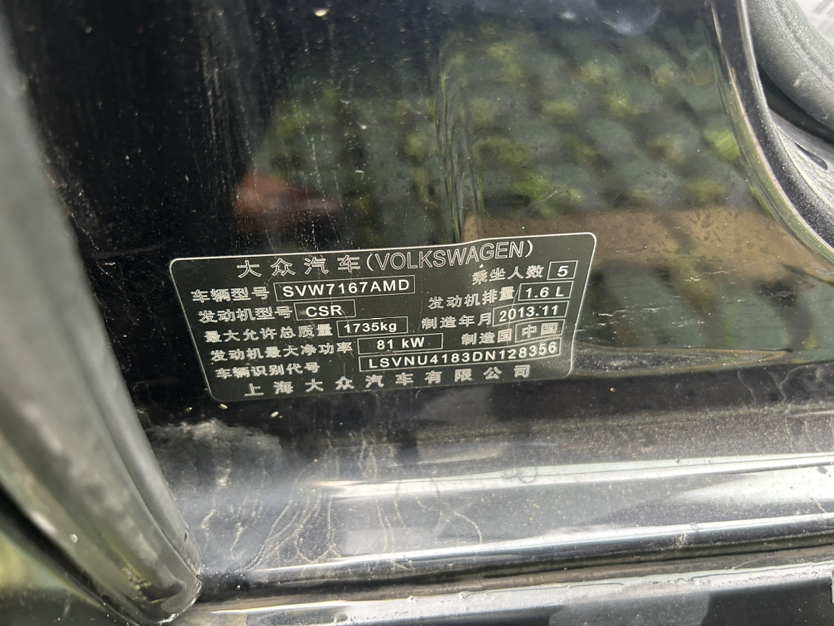 大众汽车(VOLKSWAGEN)
车辆型号 SVW7167AMD 乘坐人数 5
发动机型号 CSR 发动机排量 1.6 L
最大允许总质量 1735kg 制造年月 2013.11
发动机最大净功率 81 kW 制造国 中国
车辆识别代号 LSVNU4183DN128356
上海大众汽车有限公司